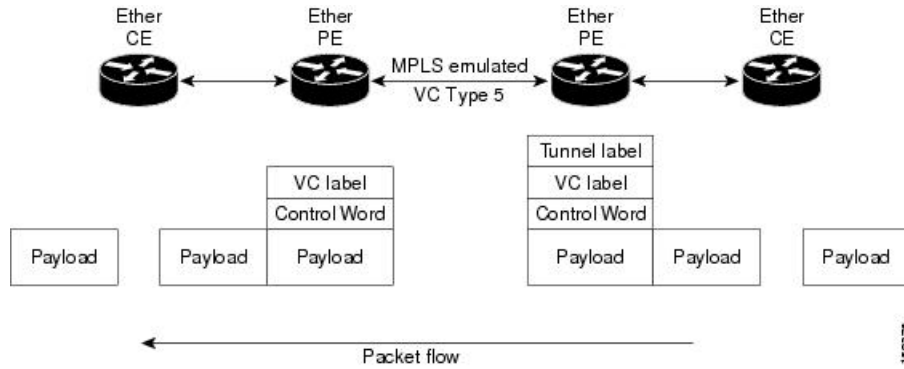 Ether
CE
Ether
PE
Ether
PE
Ether
CE
MPLS emulated
VC Type 5
Tunnel label
VC label
VC label
Control Word
Control Word
Payload
Payload
Payload
Payload
Payload
Payload
Packet flow